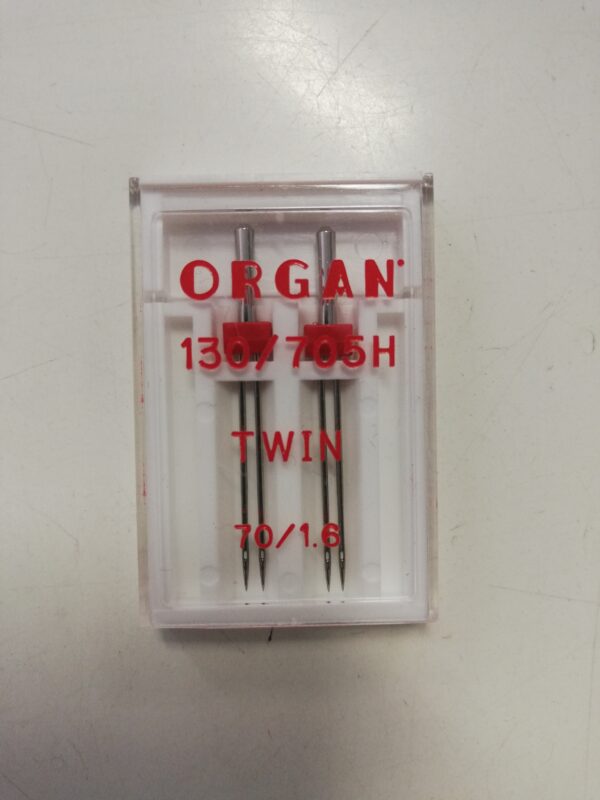 ORGAN
130/705H
TWIN
70/1.6